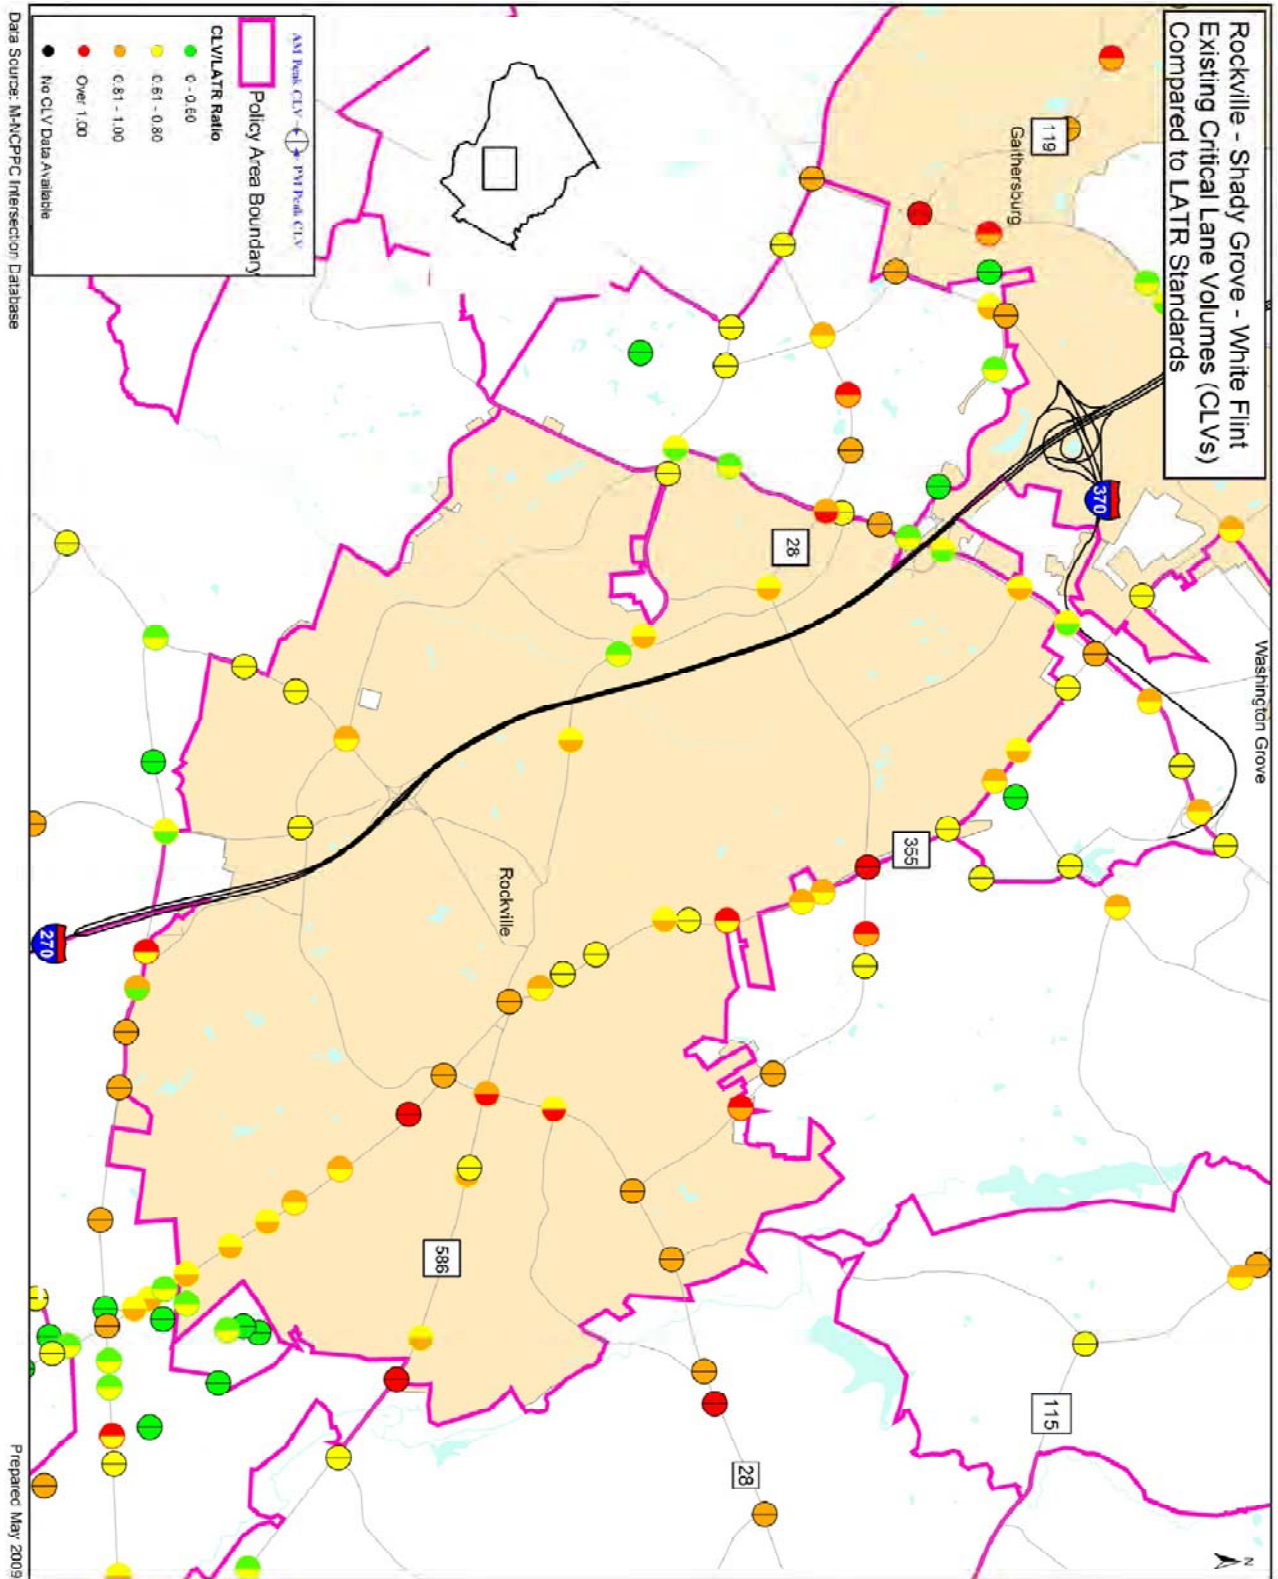 Rockville - Shady Grove - White Flint
Existing Critical Lane Volumes (CLVs)
Compared to LATR Standards
Washington Grove
370
119
Gaithersburg
355
28
115
Rockville
586
28
270
N
AM Peak CLV
PM Peak CLV
Policy Area Boundary
CLV/LATR Ratio
0 - 0.60
0.61 - 0.80
0.81 - 1.00
Over 1.00
No CLV Data Available
Data Source: M-NCPPC Intersection Database
Prepared May 2009